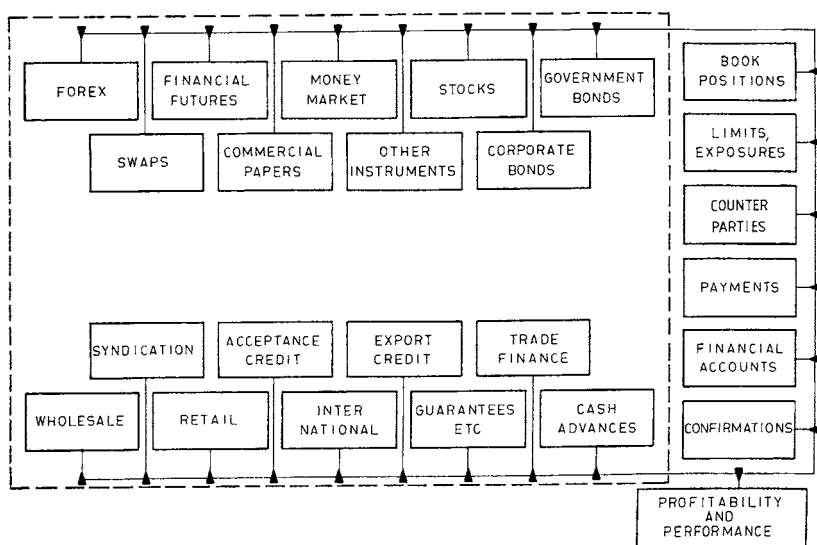 FOREX
FINANCIAL
FUTURES
MONEY
MARKET
STOCKS
GOVERNMENT
BONDS
SWAPS
COMMERCIAL
PAPERS
OTHER
INSTRUMENTS
CORPORATE
BONDS
BOOK
POSITIONS
LIMITS,
EXPOSURES
COUNTER
PARTIES
PAYMENTS
FINANCIAL
ACCOUNTS
CONFIRMATIONS
SYNDICATION
ACCEPTANCE
CREDIT
EXPORT
CREDIT
TRADE
FINANCE
WHOLESALE
RETAIL
INTER
NATIONAL
GUARANTEES
ETC
CASH
ADVANCES
PROFITABILITY
AND
PERFORMANCE